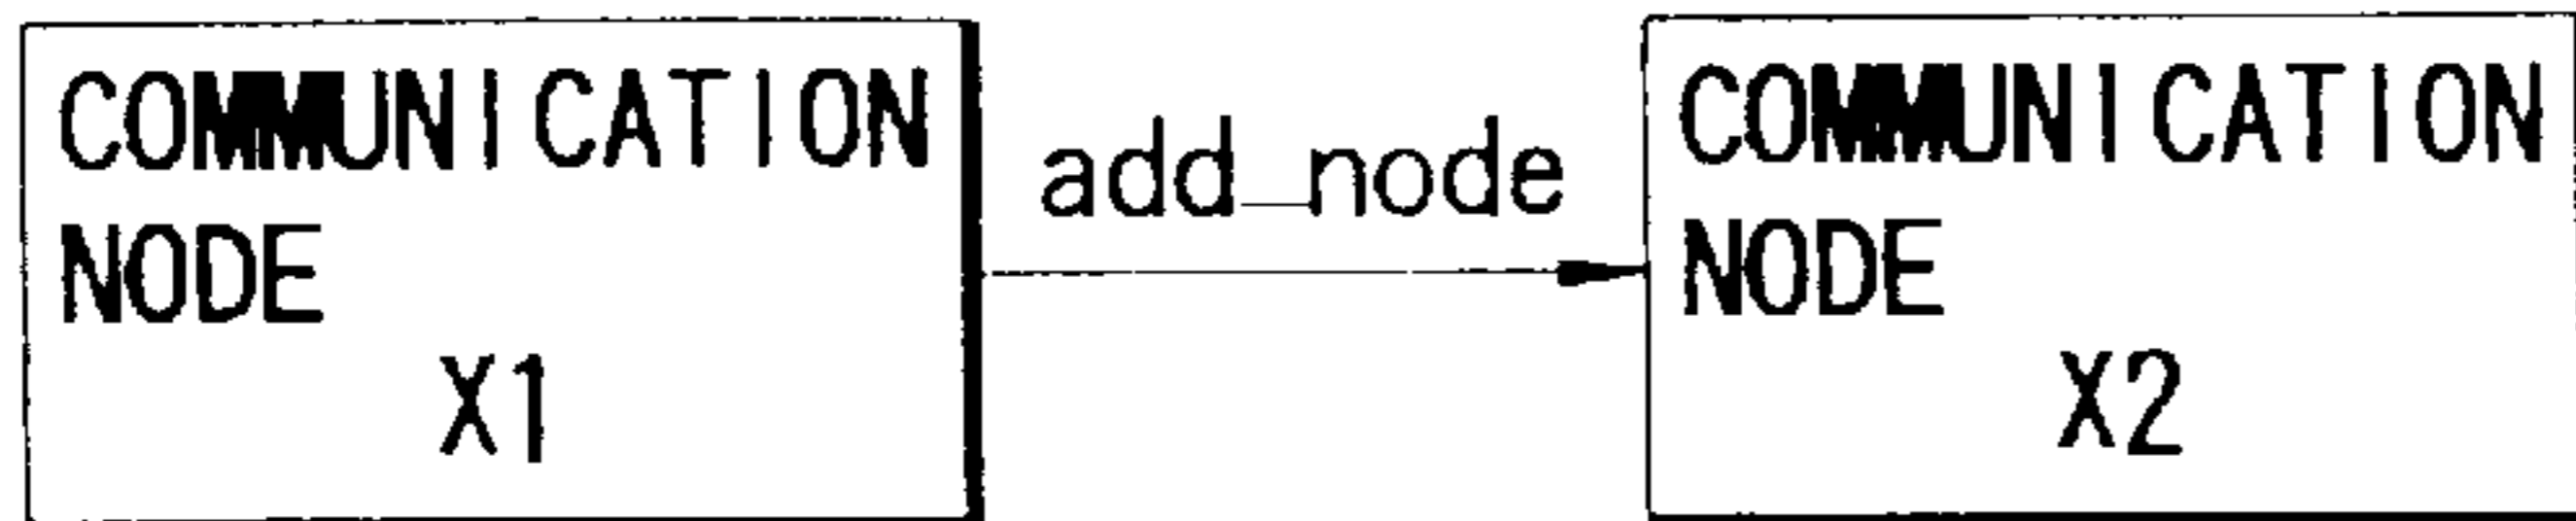 COMMUNICATION
NODE
X1
add_node
COMMUNICATION
NODE
X2